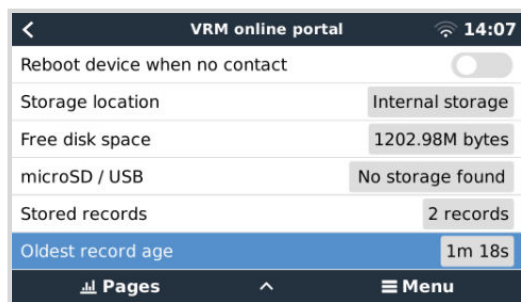 VRM online portal 14:07
Reboot device when no contact
Storage location Internal storage
Free disk space 1202.98M bytes
microSD / USB No storage found
Stored records 2 records
Oldest record age 1m 18s
Pages Menu